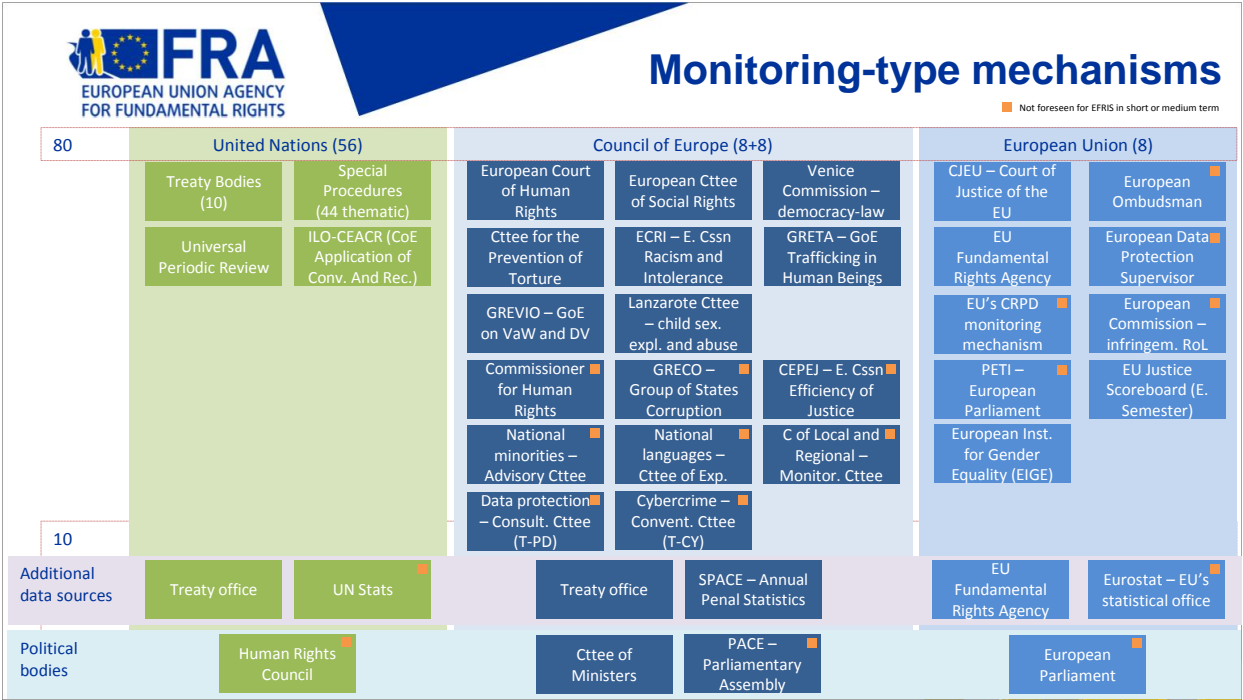 FRA
EUROPEAN UNION AGENCY
FOR FUNDAMENTAL RIGHTS
Monitoring-type mechanisms
Not foreseen for EFRIS in short or medium term
80
United Nations (56)
Council of Europe (8+8)
European Union (8)
Treaty Bodies
(10)
Special
Procedures
(44 thematic)
Universal
Periodic Review
ILO-CEACR (CoE
Application of
Conv. And Rec.)
European Court
of Human
Rights
European Cttee
of Social Rights
Venice
Commission –
democracy-law
Cttee for the
Prevention of
Torture
ECRI – E. Cssn
Racism and
Intolerance
GRETA – GoE
Trafficking in
Human Beings
GREVIO – GoE
on VaW and DV
Lanzarote Cttee
– child sex.
expl. and abuse
Commissioner
for Human
Rights
GRECO –
Group of States
Corruption
CEPEJ – E. Cssn
Efficiency of
Justice
National
minorities –
Advisory Cttee
National
languages –
Cttee of Exp.
C of Local and
Regional –
Monitor. Cttee
Data protection
– Consult. Cttee
(T-PD)
Cybercrime –
Convent. Cttee
(T-CY)
CJEU – Court of
Justice of the
EU
European
Ombudsman
EU
Fundamental
Rights Agency
European Data
Protection
Supervisor
EU's CRPD
monitoring
mechanism
European
Commission –
infringem. RoL
PETI –
European
Parliament
EU Justice
Scoreboard (E.
Semester)
European Inst.
for Gender
Equality (EIGE)
10
Additional
data sources
Treaty office
UN Stats
Treaty office
SPACE – Annual
Penal Statistics
EU
Fundamental
Rights Agency
Eurostat – EU's
statistical office
Political
bodies
Human Rights
Council
Cttee of
Ministers
PACE –
Parliamentary
Assembly
European
Parliament